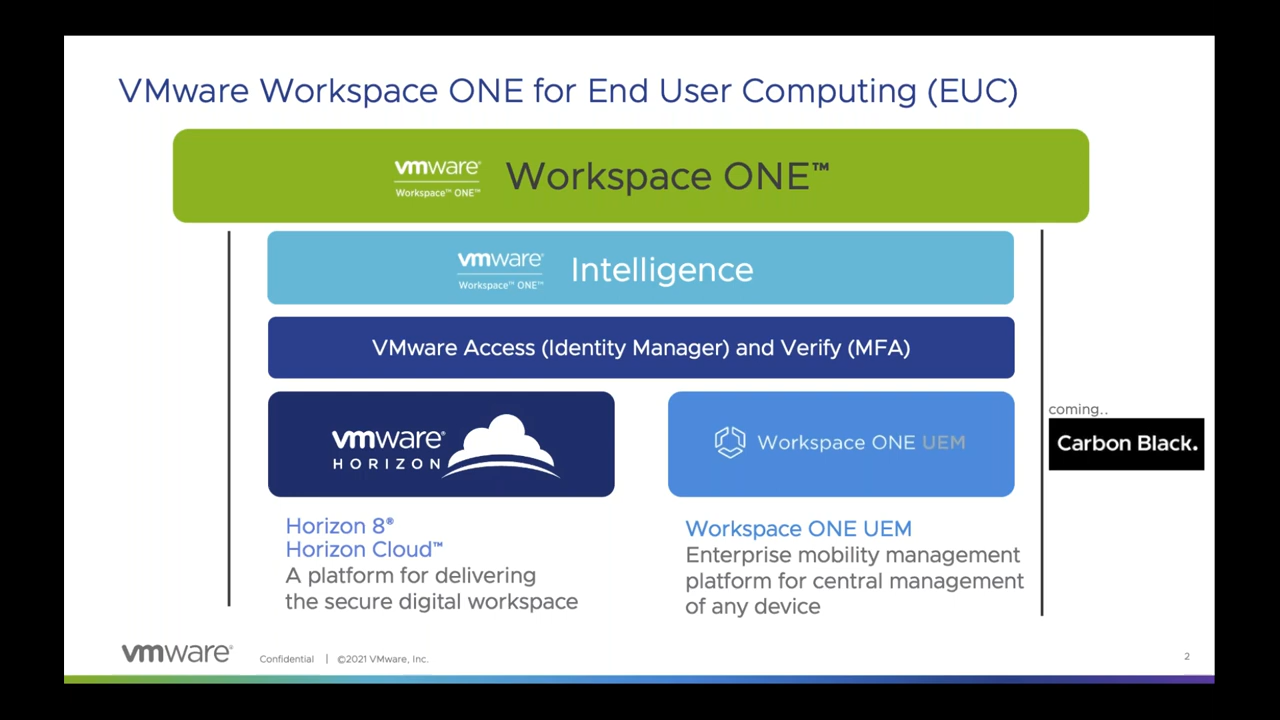 VMware Workspace ONE for End User Computing (EUC)
vmware®
Workspace™ ONE™
Workspace ONE™
vmware®
Workspace™ ONE™
Intelligence
VMware Access (Identity Manager) and Verify (MFA)
vmware®
HORIZON
Workspace ONE UEM
coming..
Carbon Black.
Horizon 8®
Horizon Cloud™
A platform for delivering
the secure digital workspace
Workspace ONE UEM
Enterprise mobility management
platform for central management
of any device
vmware®
Confidential | ©2021 VMware, Inc.
2